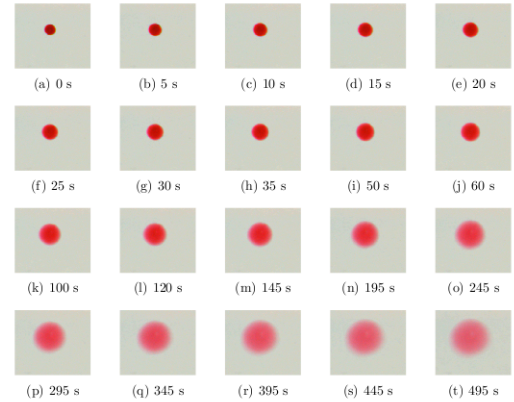 (a) 0 s (b) 5 s (c) 10 s (d) 15 s (e) 20 s
(f) 25 s (g) 30 s (h) 35 s (i) 50 s (j) 60 s
(k) 100 s (l) 120 s (m) 145 s (n) 195 s (o) 245 s
(p) 295 s (q) 345 s (r) 395 s (s) 445 s (t) 495 s